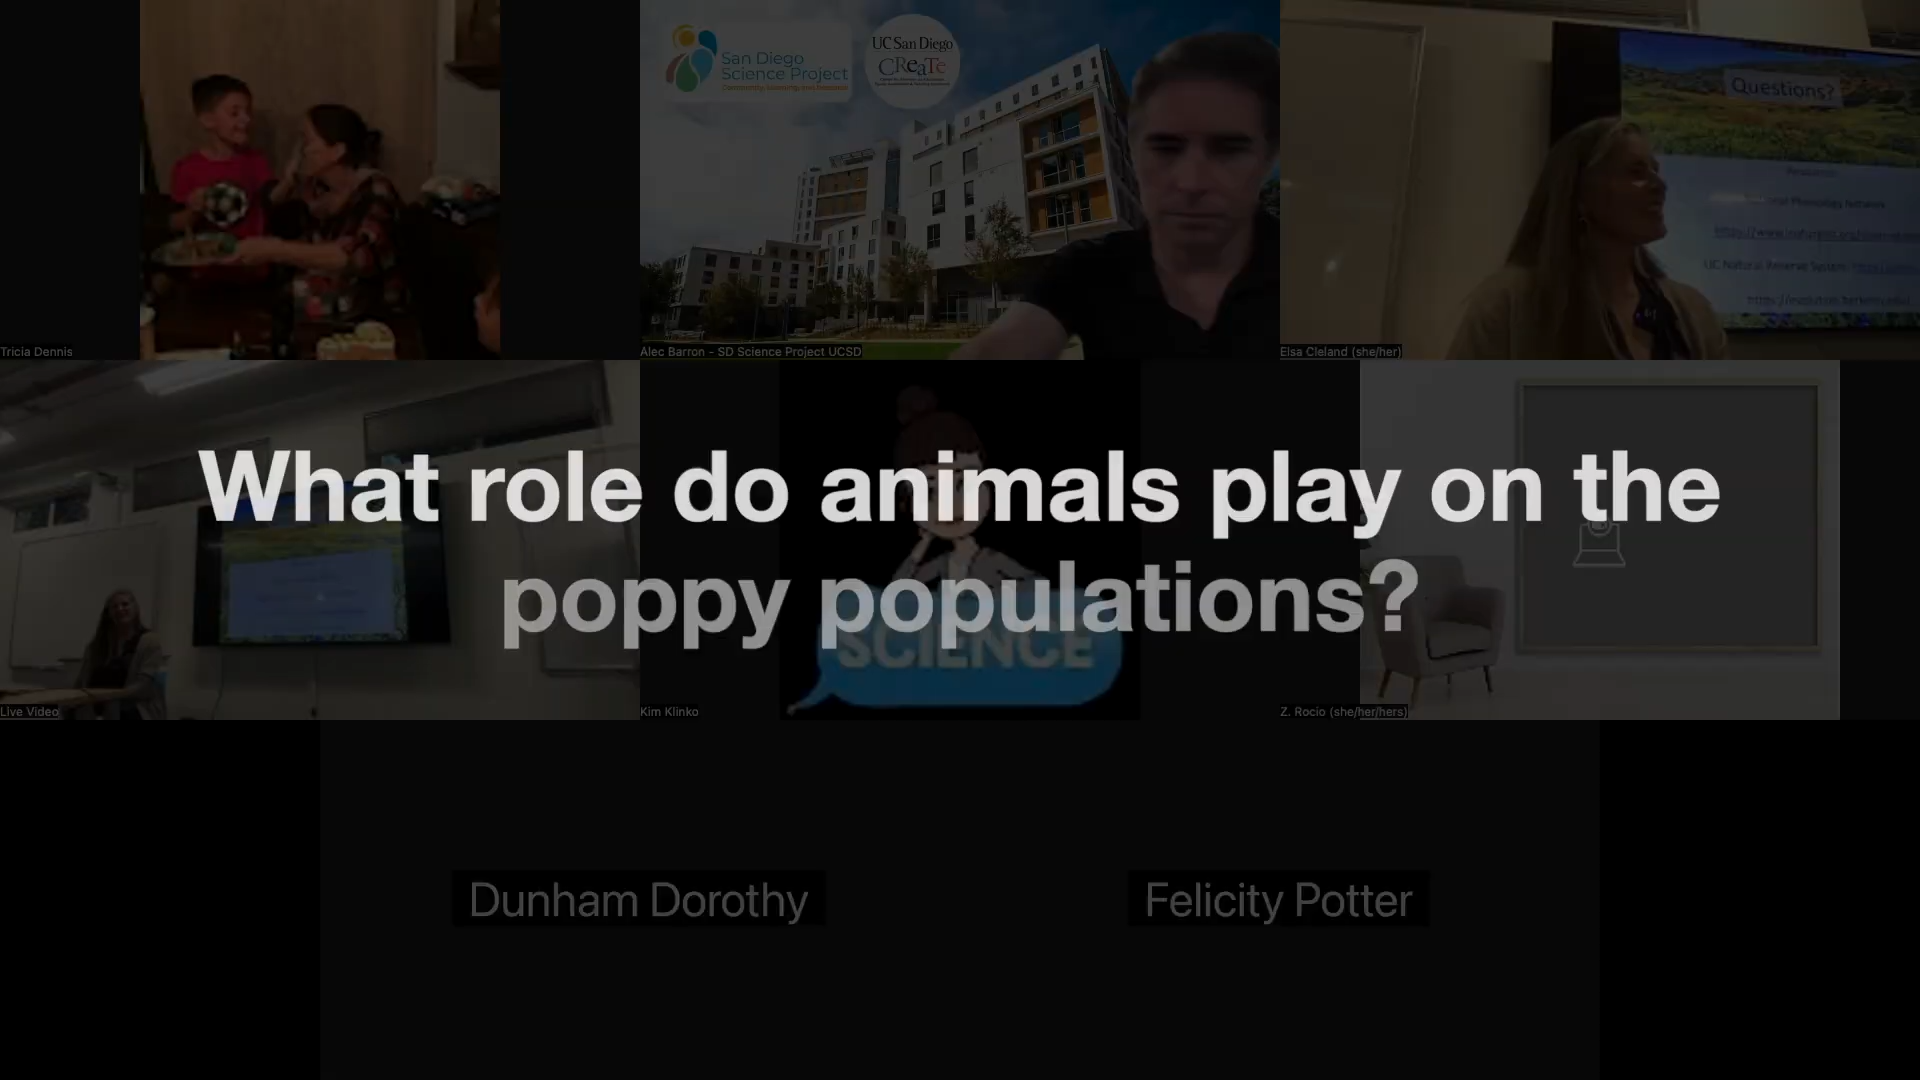 San Diego
Science Project
UC San Diego
CREaTE
Questions?
Tricia Dennis
Alec Barron - SD Science Project UCSD
Elsa Cleland (she/her)
What role do animals play on the
poppy populations?
SCIENCE
Live Video
Kim Klinko
Z. Rocio (she/her/hers)
Dunham Dorothy
Felicity Potter